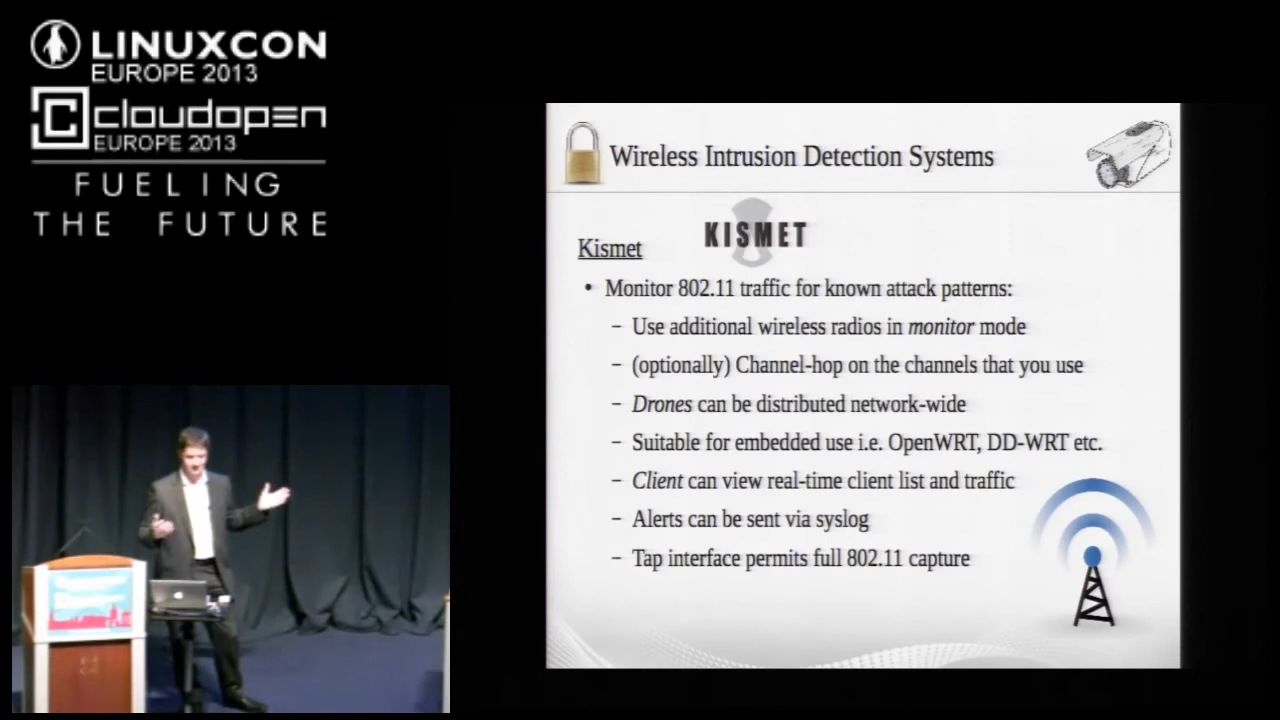 LINUXCON
EUROPE 2013
cloudopen
EUROPE 2013
FUELING
THE FUTURE
Wireless Intrusion Detection Systems
KISMET
Kismet
• Monitor 802.11 traffic for known attack patterns:
– Use additional wireless radios in monitor mode
– (optionally) Channel-hop on the channels that you use
– Drones can be distributed network-wide
– Suitable for embedded use i.e. OpenWRT, DD-WRT etc.
– Client can view real-time client list and traffic
– Alerts can be sent via syslog
– Tap interface permits full 802.11 capture